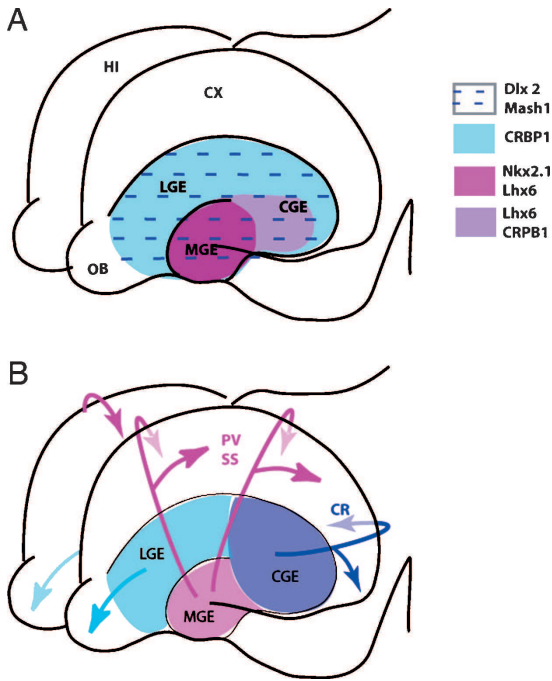 A
HI
CX
LGE
CGE
MGE
OB
Dlx 2
Mash1
CRBP1
Nkx2.1
Lhx6
Lhx6
CRPB1
B
PV
SS
CR
LGE
CGE
MGE